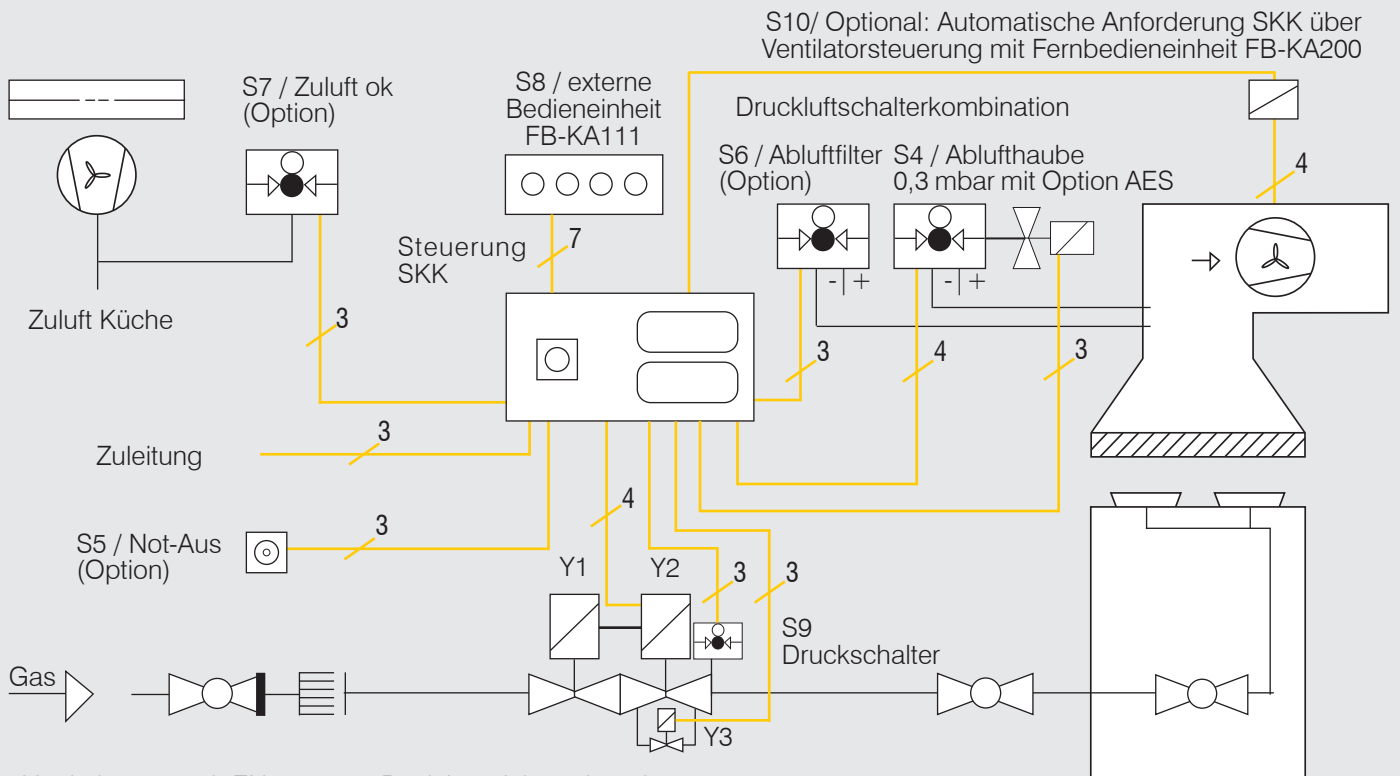 S10/ Optional: Automatische Anforderung SKK über
Ventilatorsteuerung mit Fernbedieneinheit FB-KA200
S7 / Zuluft ok
(Option)
S8 / externe
Bedieneinheit
FB-KA111
Druckluftschalterkombination
S6 / Abluftfilter
(Option)
S4 / Ablufthaube
0,3 mbar mit Option AES
4
7
Steuerung
SKK
- +
- +
Zuluft Küche
3
3
4
3
Zuleitung
3
4
S5 / Not-Aus
(Option)
3
Y1
Y2
3
3
S9
Druckschalter
Gas
Y3